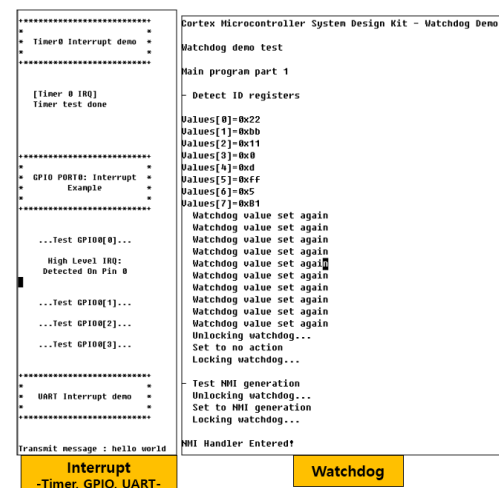 +***************************+
*                           *
*   Timer0 Interrupt demo   *
*                           *
+***************************+
[Timer 0 IRQ]
Timer test done
+***************************+
*                           *
*   GPIO PORT0: Interrupt   *
*          Example          *
*                           *
+***************************+
...Test GPIO0[0]...
High Level IRQ:
Detected On Pin 0
...Test GPIO0[1]...
...Test GPIO0[2]...
...Test GPIO0[3]...
+***************************+
*                           *
*    UART Interrupt demo    *
*                           *
+***************************+
Transmit message : hello world
Interrupt
-Timer, GPIO, UART-
Cortex Microcontroller System Design Kit - Watchdog Demo
Watchdog demo test
Main program part 1
- Detect ID registers
Values[0]=0x22
Values[1]=0xbb
Values[2]=0x11
Values[3]=0x0
Values[4]=0xd
Values[5]=0xff
Values[6]=0x5
Values[7]=0xB1
Watchdog value set again
Watchdog value set again
Watchdog value set again
Watchdog value set again
Watchdog value set again
Watchdog value set again
Watchdog value set again
Watchdog value set again
Watchdog value set again
Watchdog value set again
Unlocking watchdog...
Set to no action
Locking watchdog...
- Test NMI generation
Unlocking watchdog...
Set to NMI generation
Locking watchdog...
NMI Handler Entered!
Watchdog